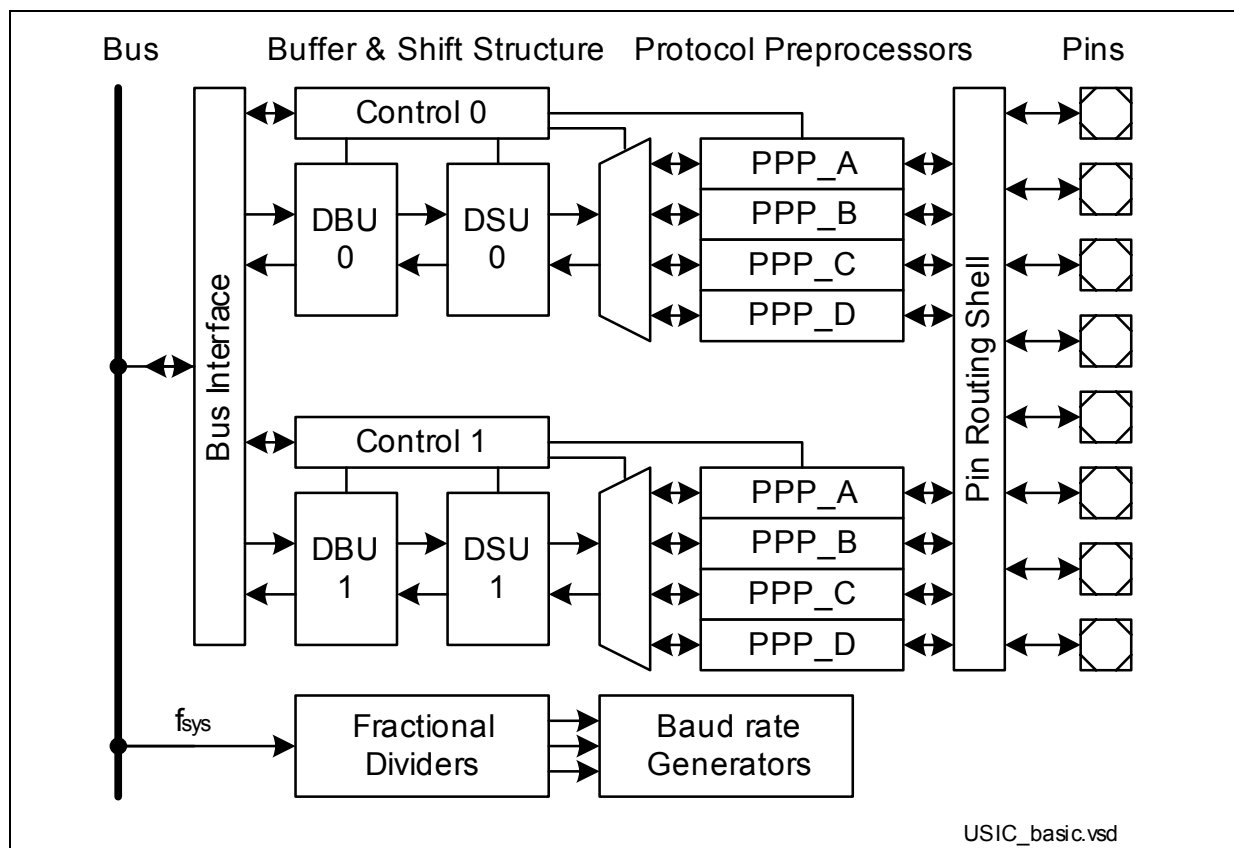 Bus
Buffer & Shift Structure
Protocol Preprocessors
Pins
Bus Interface
Control 0
DBU
0
DSU
0
PPP_A
PPP_B
PPP_C
PPP_D
Pin Routing Shell
Control 1
DBU
1
DSU
1
PPP_A
PPP_B
PPP_C
PPP_D
fsys
Fractional
Dividers
Baud rate
Generators
USIC_basic.vsd